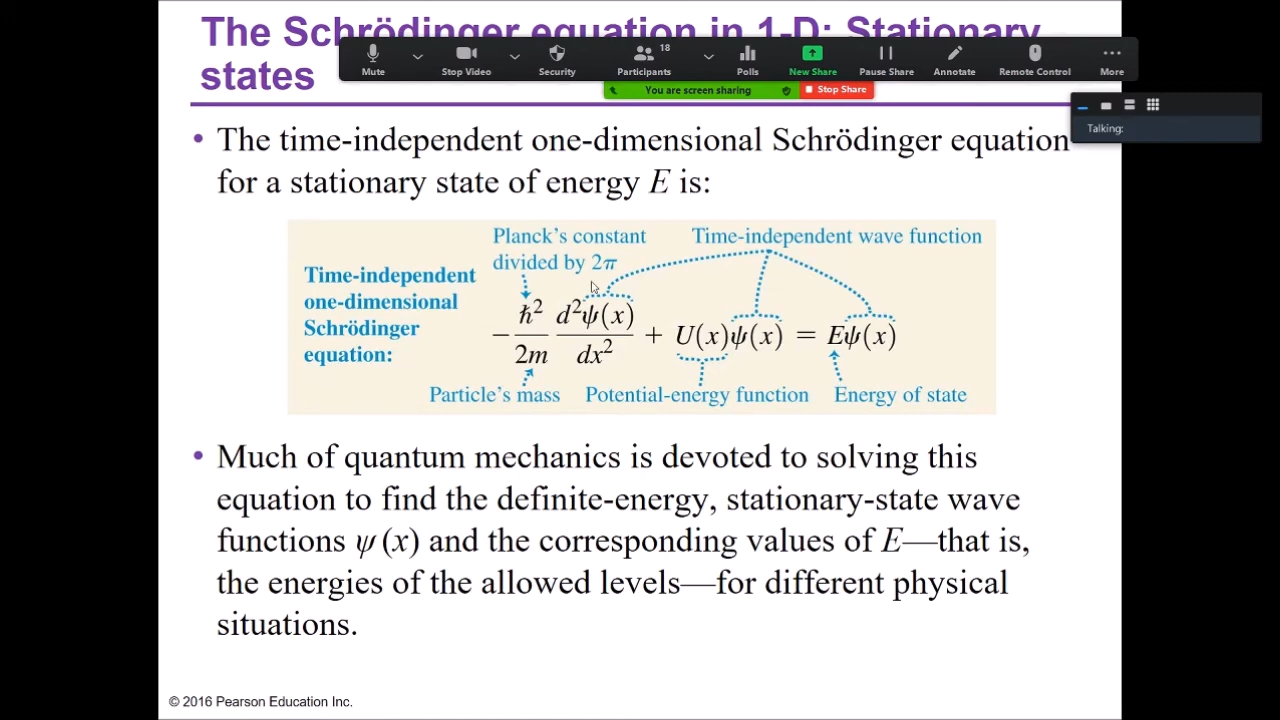 The Schrödinger equation in 1-D: Stationary
states
18
Mute
Stop Video
Security
Participants
Polls
New Share
Pause Share
Annotate
Remote Control
More
You are screen sharing
Stop Share
Talking:
• The time-independent one-dimensional Schrödinger equation
for a stationary state of energy E is:
Planck's constant
divided by 2π
Time-independent wave function
Time-independent
one-dimensional
Schrödinger
equation:
−ħ²/2m d²ψ(x)/dx² + U(x)ψ(x) = Eψ(x)
Particle's mass
Potential-energy function
Energy of state
• Much of quantum mechanics is devoted to solving this
equation to find the definite-energy, stationary-state wave
functions ψ (x) and the corresponding values of E—that is,
the energies of the allowed levels—for different physical
situations.
© 2016 Pearson Education Inc.